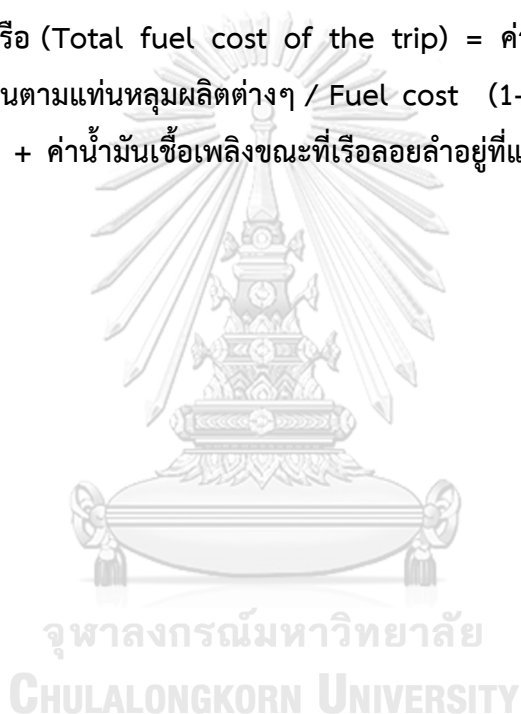 รือ (Total fuel cost of the trip) = ค่
นตามแท่นหลุมผลิตต่างๆ / Fuel cost (1-
+ ค่าน้ำมันเชื้อเพลิงขณะที่เรือลอยลำอยู่ที่แ
จุฬาลงกรณ์มหาวิทยาลัย
CHULALONGKORN UNIVERSITY